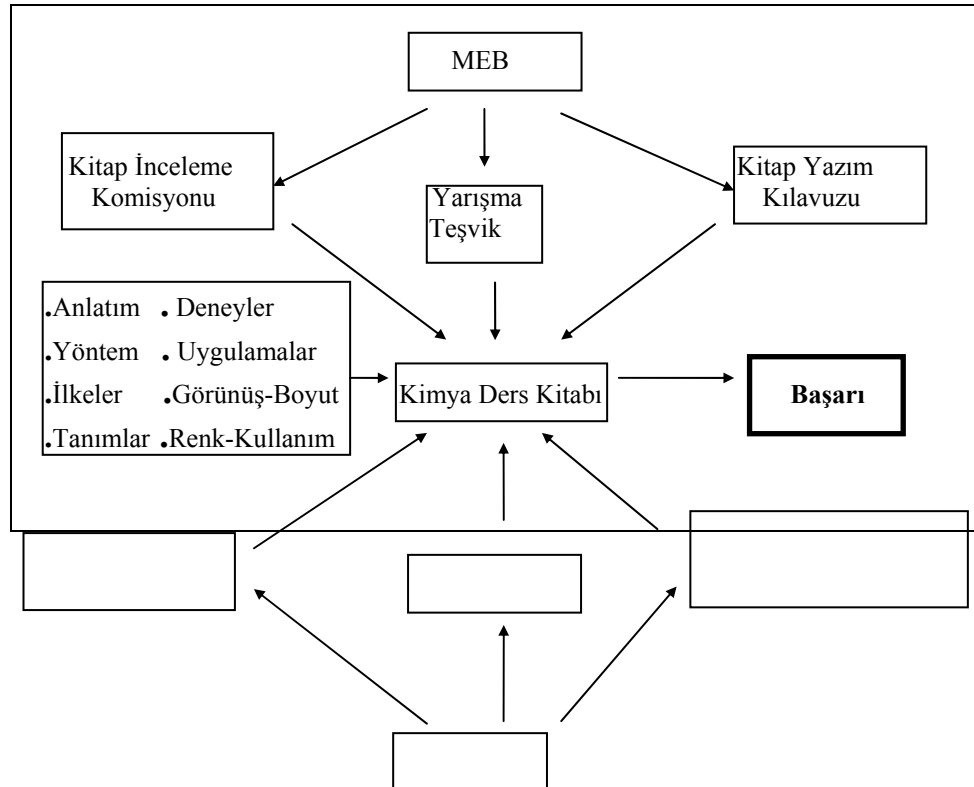 MEB
Kitap İnceleme
Komisyonu
Yarışma
Teşvik
Kitap Yazım
Kılavuzu
.Anlatım . Deneyler
.Yöntem . Uygulamalar
.İlkeler .Görünüş-Boyut
.Tanımlar .Renk-Kullanım
Kimya Ders Kitabı
Başarı